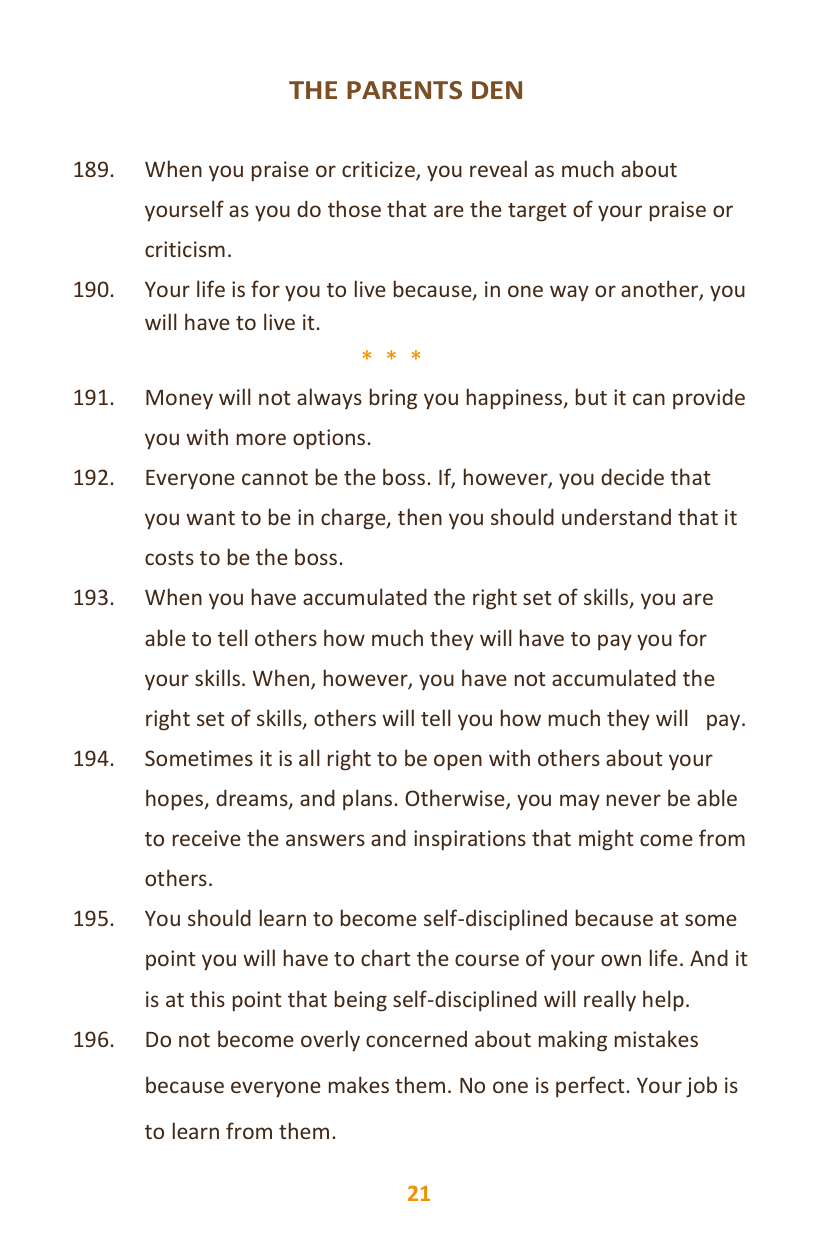 THE PARENTS DEN
189. When you praise or criticize, you reveal as much about
yourself as you do those that are the target of your praise or
criticism.
190. Your life is for you to live because, in one way or another, you
will have to live it.
* * *
191. Money will not always bring you happiness, but it can provide
you with more options.
192. Everyone cannot be the boss. If, however, you decide that
you want to be in charge, then you should understand that it
costs to be the boss.
193. When you have accumulated the right set of skills, you are
able to tell others how much they will have to pay you for
your skills. When, however, you have not accumulated the
right set of skills, others will tell you how much they will pay.
194. Sometimes it is all right to be open with others about your
hopes, dreams, and plans. Otherwise, you may never be able
to receive the answers and inspirations that might come from
others.
195. You should learn to become self-disciplined because at some
point you will have to chart the course of your own life. And it
is at this point that being self-disciplined will really help.
196. Do not become overly concerned about making mistakes
because everyone makes them. No one is perfect. Your job is
to learn from them.
21